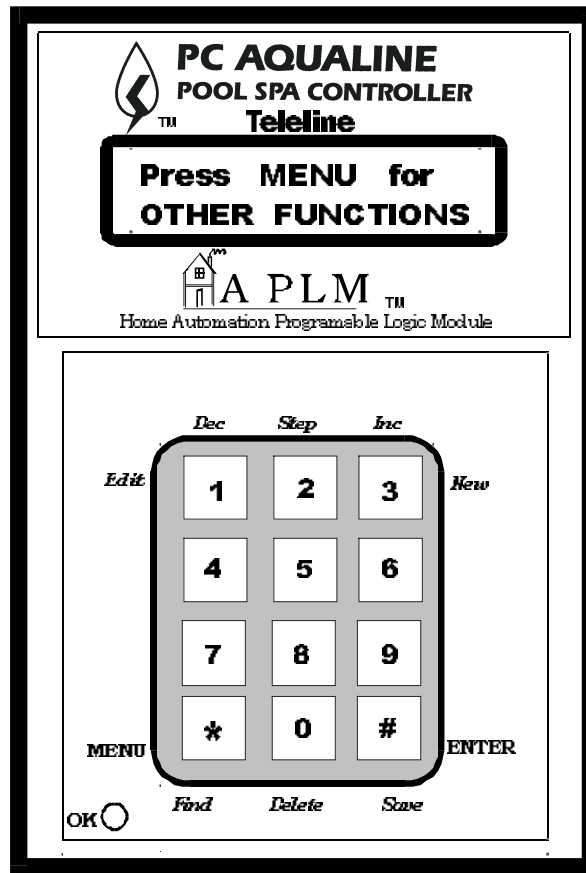 PC AQUALINE
POOL SPA CONTROLLER
TM Teleline
Press MENU for
OTHER FUNCTIONS
A PLM TM
Home Automation Programable Logic Module
Dec Step Inc
Edit 1 2 3 New
4 5 6
7 8 9
* 0 #
MENU ENTER
Find Delete Save
OK